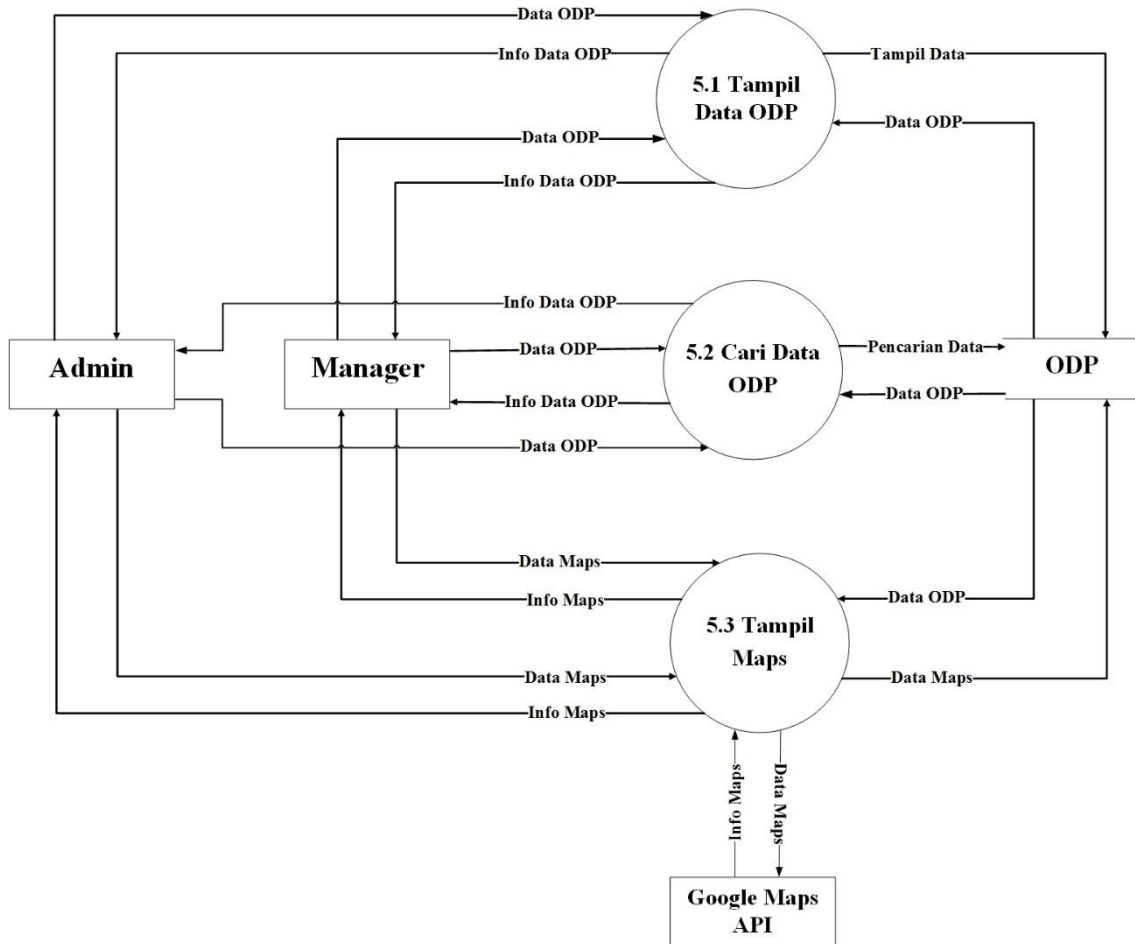 Data ODP
Info Data ODP
Tampil Data
5.1 Tampil
Data ODP
Data ODP
Data ODP
Info Data ODP
Info Data ODP
Admin
Manager
Data ODP
5.2 Cari Data
ODP
Pencarian Data
ODP
Info Data ODP
Data ODP
Data ODP
Data Maps
Info Maps
Data ODP
5.3 Tampil
Maps
Data Maps
Data Maps
Info Maps
Info Maps
Data Maps
Google Maps
API